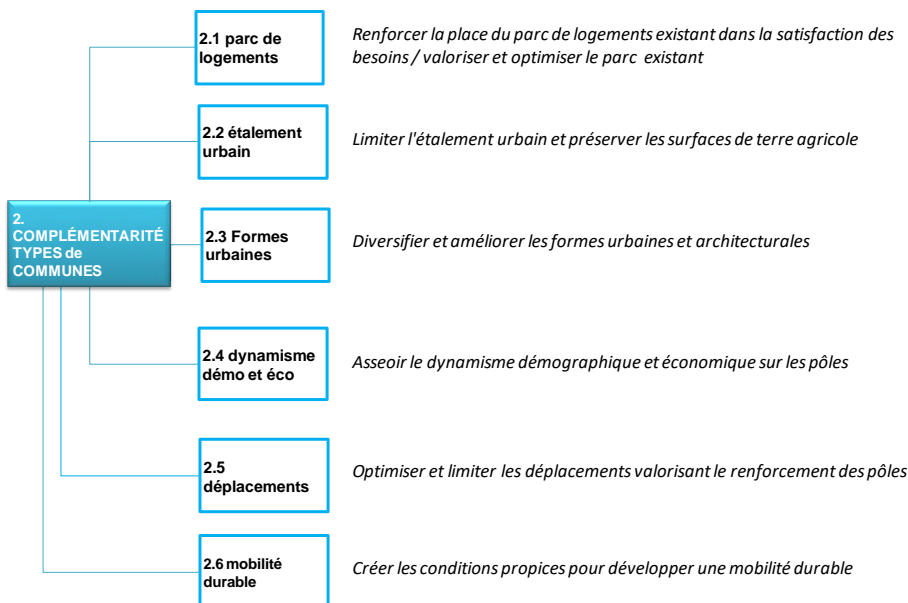 2.1 parc de
logements
Renforcer la place du parc de logements existant dans la satisfaction des
besoins / valoriser et optimiser le parc existant
2.2 étalement
urbain
Limiter l'étalement urbain et préserver les surfaces de terre agricole
2.
COMPLÉMENTARITÉ
TYPES de
COMMUNES
2.3 Formes
urbaines
Diversifier et améliorer les formes urbaines et architecturales
2.4 dynamisme
démo et éco
Asseoir le dynamisme démographique et économique sur les pôles
2.5
déplacements
Optimiser et limiter les déplacements valorisant le renforcement des pôles
2.6 mobilité
durable
Créer les conditions propices pour développer une mobilité durable